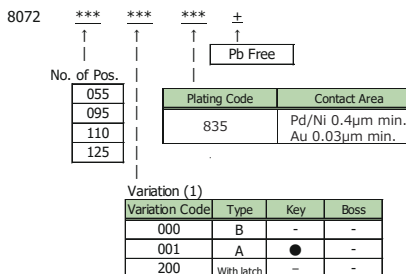 8072 *** *** *** +
Pb Free
No. of Pos.
055
095
110
125
Plating Code Contact Area
835 Pd/Ni 0.4μm min.
Au 0.03μm min.
Variation (1)
Variation Code Type Key Boss
000 B - -
001 A ● -
200 With latch – -